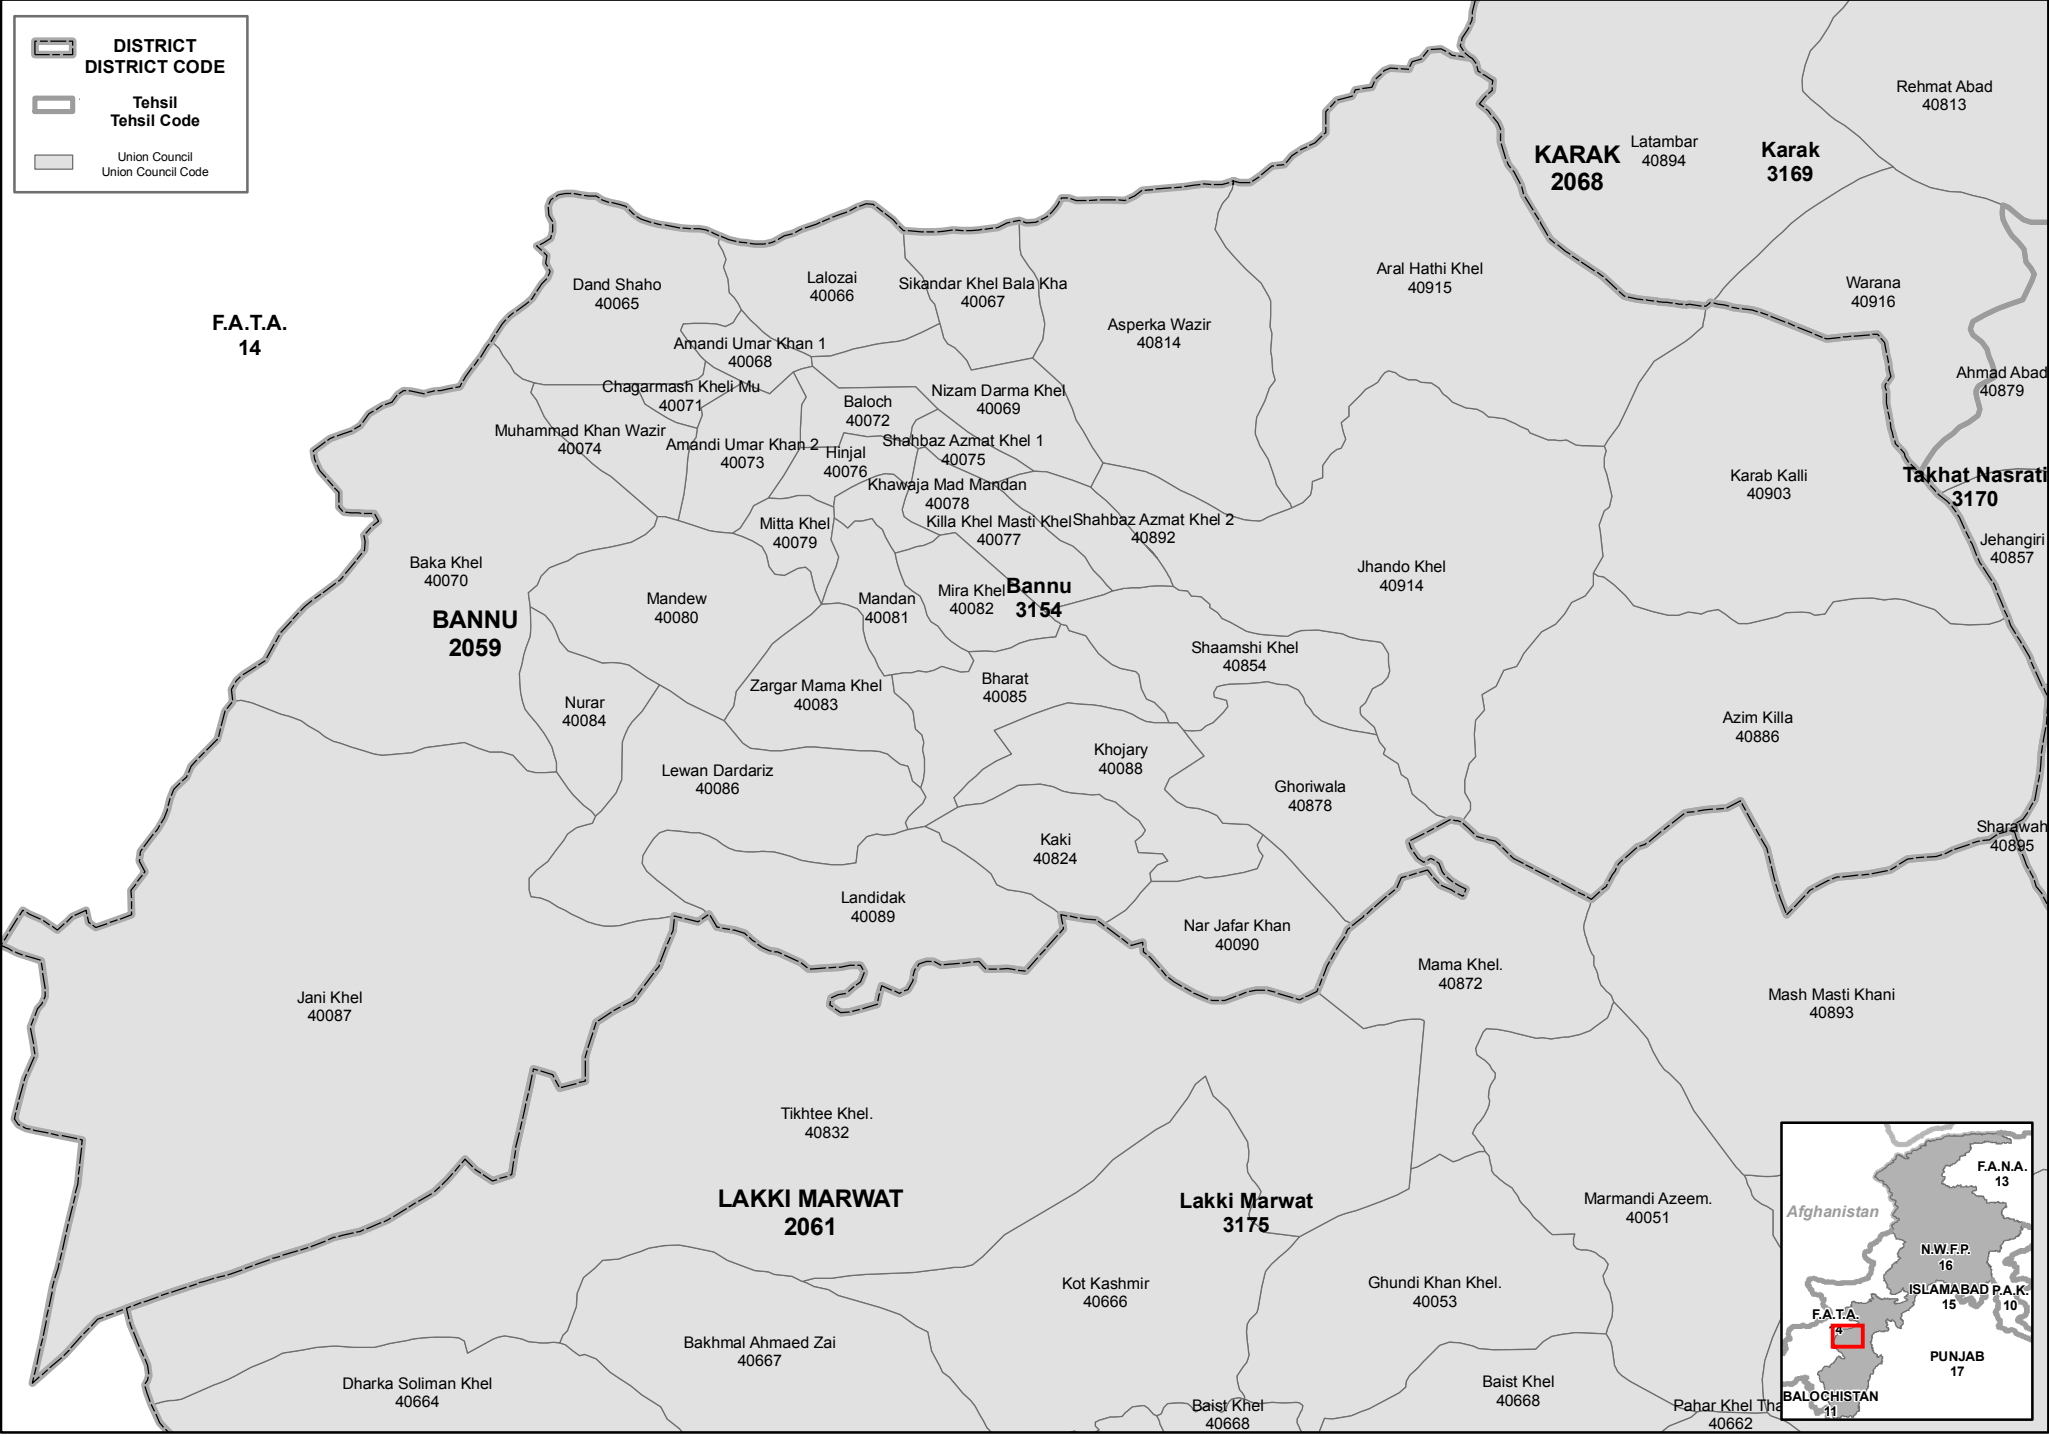 DISTRICT
DISTRICT CODE
Tehsil
Tehsil Code
Union Council
Union Council Code
Rehmat Abad
40813
KARAK
2068
Latambar
40894
Karak
3169
Aral Hathi Khel
40915
Warana
40916
Dand Shaho
40065
Lalozai
40066
Sikandar Khel Bala Kha
40067
Asperka Wazir
40814
F.A.T.A.
14
Amandi Umar Khan 1
40068
Ahmad Abad
40879
Chagarmash Kheli Mu
40071
Baloch
40072
Nizam Darma Khel
40069
Muhammad Khan Wazir
40074
Amandi Umar Khan 2
40073
Hinjal
40076
Shahbaz Azmat Khel 1
40075
Karab Kalli
40903
Takhat Nasrati
3170
Khawaja Mad Mandan
40078
Mitta Khel
40079
Killa Khel Masti Khel
40077
Shahbaz Azmat Khel 2
40892
Jehangiri
40857
Baka Khel
40070
Jhando Khel
40914
BANNU
2059
Mandew
40080
Mandan
40081
Mira Khel
40082
Bannu
3154
Shaamshi Khel
40854
Nurar
40084
Zargar Mama Khel
40083
Bharat
40085
Azim Killa
40886
Lewan Dardariz
40086
Khojary
40088
Ghoriwala
40878
Kaki
40824
Sharawah
40895
Landidak
40089
Nar Jafar Khan
40090
Mama Khel.
40872
Jani Khel
40087
Mash Masti Khani
40893
Tikhtee Khel.
40832
LAKKI MARWAT
2061
Lakki Marwat
3175
Marmandi Azeem.
40051
Kot Kashmir
40666
Ghundi Khan Khel.
40053
Bakhmal Ahmaed Zai
40667
Dharka Soliman Khel
40664
Baist Khel
40668
Baist Khel
40668
Pahar Khel Tha
40662
F.A.N.A.
13
Afghanistan
N.W.F.P.
16
ISLAMABAD
15
P.A.K.
10
F.A.T.A.
14
PUNJAB
17
BALOCHISTAN
11